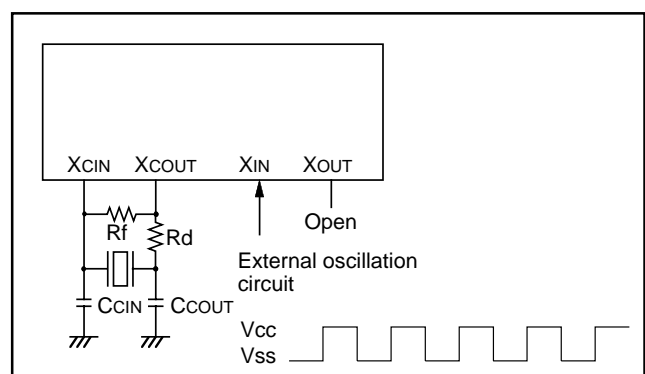 XCIN XCOUT XIN XOUT
Rf
Rd
Open
External oscillation
circuit
CCIN CCOUT
Vcc
Vss